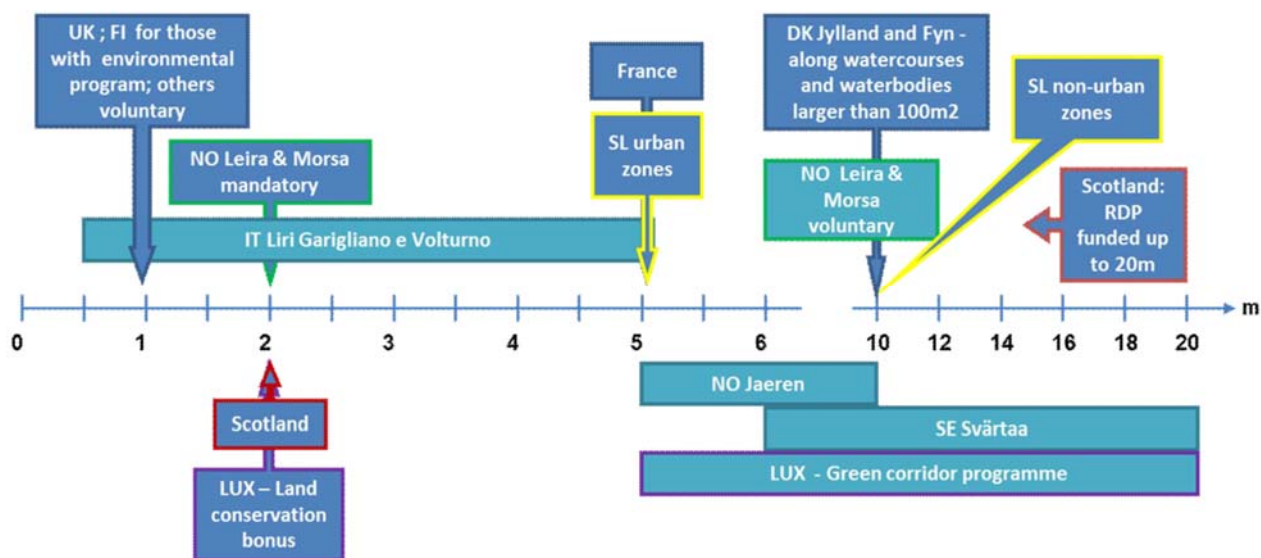 UK ; FI for those
with environmental
program; others
voluntary
NO Leira & Morsa
mandatory
IT Liri Garigliano e Volturno
France
SL urban
zones
DK Jylland and Fyn -
along watercourses
and waterbodies
larger than 100m2
NO Leira &
Morsa
voluntary
SL non-urban
zones
Scotland:
RDP
funded up
to 20m
0 1 2 3 4 5 6 10 12 14 16 18 20 m
Scotland
LUX – Land
conservation
bonus
NO Jaeren
SE Svärtaa
LUX - Green corridor programme